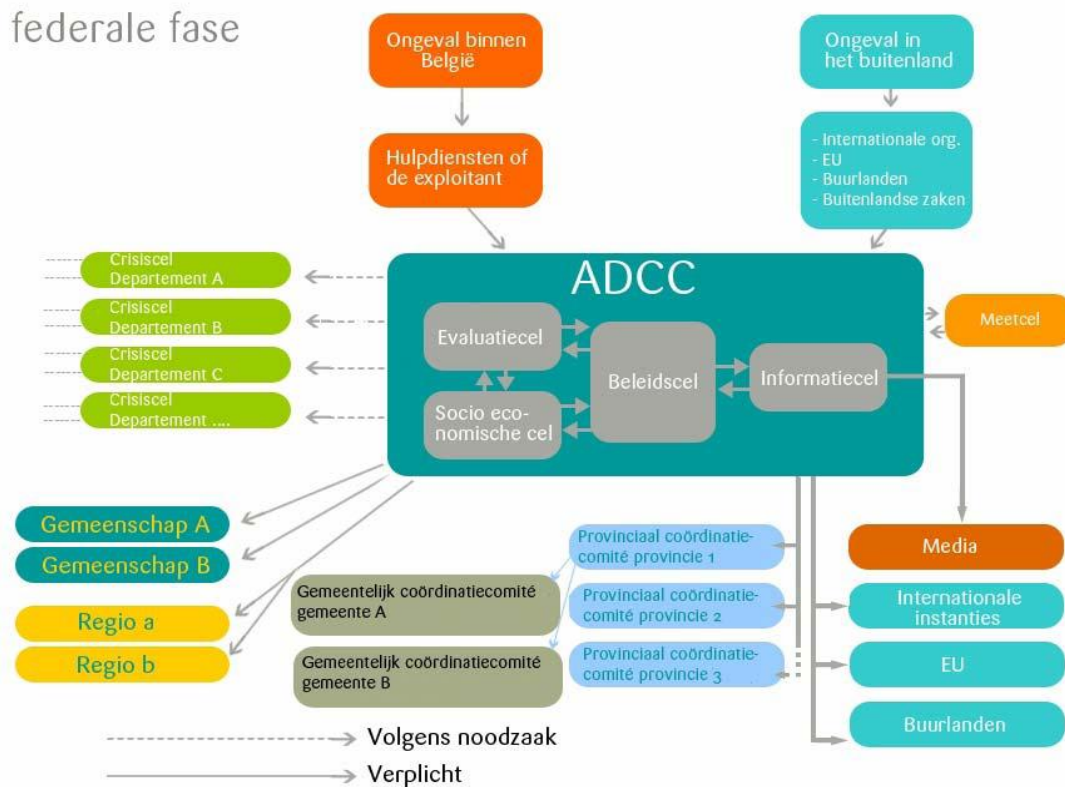 federale fase
Ongeval binnen
België
Ongeval in
het buitenland
Hulpdiensten of
de exploitant
- Internationale org.
- EU
- Buurlanden
- Buitenlandse zaken
ADCC
Crisiscel
Departement A
Crisiscel
Departement B
Crisiscel
Departement C
Crisiscel
Departement ....
Evaluatiecel
Socio eco-
nomische cel
Beleidscel
Informatiecel
Meetcel
Gemeenschap A
Gemeenschap B
Regio a
Regio b
Gemeentelijk coördinatiecomité
gemeente A
Gemeentelijk coördinatiecomité
gemeente B
Provinciaal coördinatie-
comité provincie 1
Provinciaal coördinatie-
comité provincie 2
Provinciaal coördinatie-
comité provincie 3
Media
Internationale
instanties
EU
Buurlanden
Volgens noodzaak
Verplicht